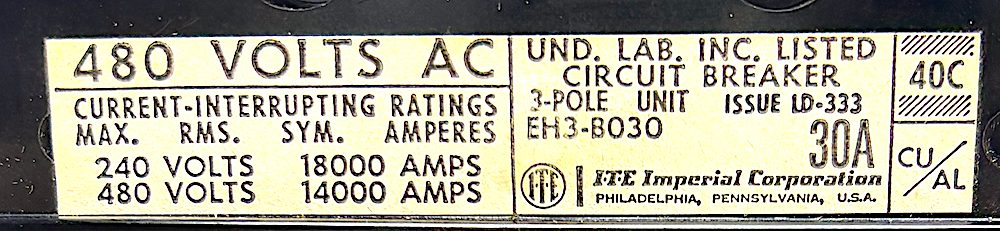 480 VOLTS AC
CURRENT-INTERRUPTING RATINGS
MAX. RMS. SYM. AMPERES
240 VOLTS 18000 AMPS
480 VOLTS 14000 AMPS
UND. LAB. INC. LISTED
CIRCUIT BREAKER
3-POLE UNIT ISSUE LD-333
EH3-B030
30A
I-T-E I-T-E Imperial Corporation
PHILADELPHIA, PENNSYLVANIA, U.S.A.
40C
CU/AL